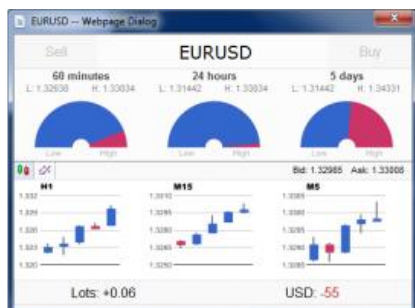 EURUSD -- Webpage Dialog
Sell EURUSD Buy
60 minutes 24 hours 5 days
L: 1.32638 H: 1.33034 L: 1.31442 H: 1.33034 L: 1.31442 H: 1.34331
Low High Low High Low High
Bid: 1.32985 Ask: 1.33008
H1 M15 M5
Lots: +0.06 USD: -55